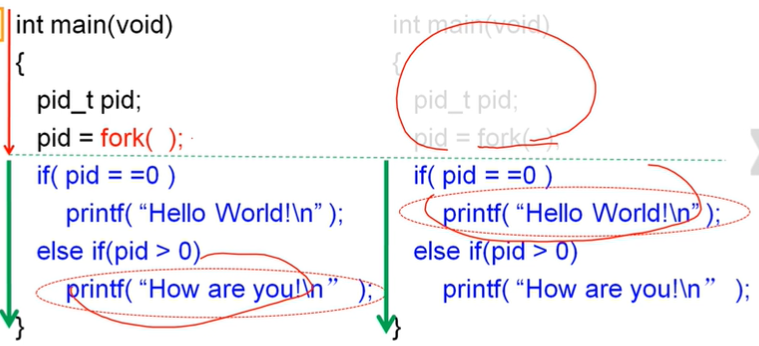 int main(void)
{
pid_t pid;
pid = fork( );
if( pid = =0 )
printf( “Hello World!\n” );
else if(pid > 0)
printf( “How are you!\n” );
}
int main(void)
{
pid_t pid;
pid = fork( );
if( pid = =0 )
printf( “Hello World!\n” );
else if(pid > 0)
printf( “How are you!\n” );
}